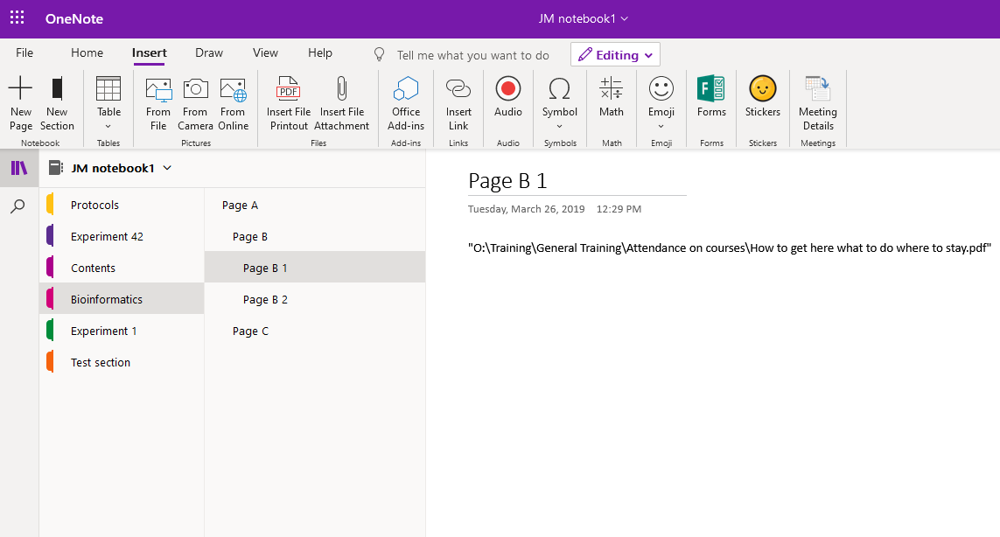 OneNote
JM notebook1
File Home Insert Draw View Help Tell me what you want to do Editing
New Page
New Section
Notebook
Table
Tables
From File
From Camera
From Online
Pictures
PDF
Insert File Printout
Insert File Attachment
Files
Office Add-ins
Add-ins
Insert Link
Links
Audio
Audio
Symbol
Symbols
Math
Math
Emoji
Emoji
F
Forms
Forms
Stickers
Stickers
Meeting Details
Meetings
JM notebook1
Protocols
Experiment 42
Contents
Bioinformatics
Experiment 1
Test section
Page A
Page B
Page B 1
Page B 2
Page C
Page B 1
Tuesday, March 26, 2019 12:29 PM
"O:\Training\General Training\Attendance on courses\How to get here what to do where to stay.pdf"